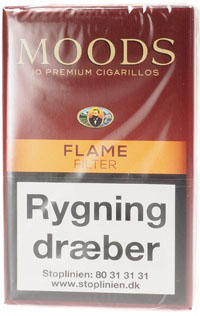 MOODS
10 PREMIUM CIGARILLOS
FLAME
FILTER
Rygning
dræber
Stoplinien: 80 31 31 31
www.stoplinien.dk